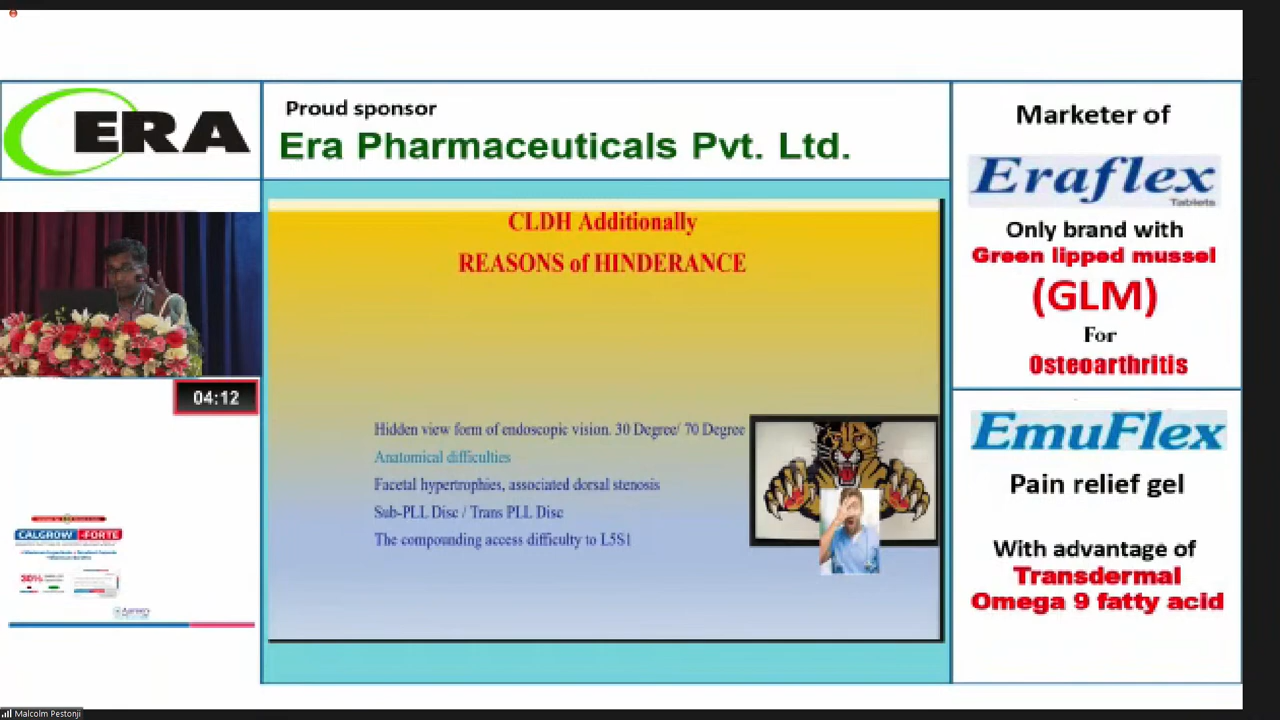 ERA
Proud sponsor
Era Pharmaceuticals Pvt. Ltd.
04:12
CALGROW -FORTE
CLDH Additionally
REASONS of HINDERANCE
Hidden view form of endoscopic vision. 30 Degree/ 70 Degree
Anatomical difficulties
Facetal hypertrophies, associated dorsal stenosis
Sub-PLL Disc / Trans PLL Disc
The compounding access difficulty to L5S1
Marketer of
Eraflex
Tablets
Only brand with
Green lipped mussel
(GLM)
For
Osteoarthritis
EmuFlex
Pain relief gel
With advantage of
Transdermal
Omega 9 fatty acid
Malcolm Pestonji